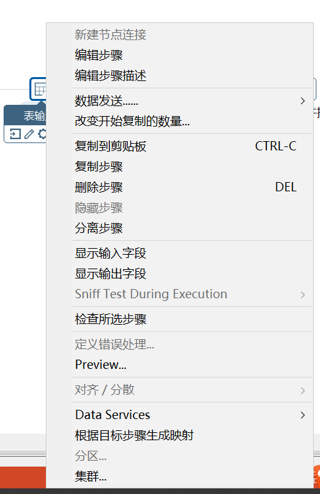 新建节点连接
编辑步骤
编辑步骤描述
表输
数据发送......
改变开始复制的数量...
复制到剪贴板 CTRL-C
复制步骤
删除步骤 DEL
隐藏步骤
分离步骤
显示输入字段
显示输出字段
Sniff Test During Execution
检查所选步骤
定义错误处理...
Preview...
对齐 / 分散
Data Services
根据目标步骤生成映射
分区...
集群...